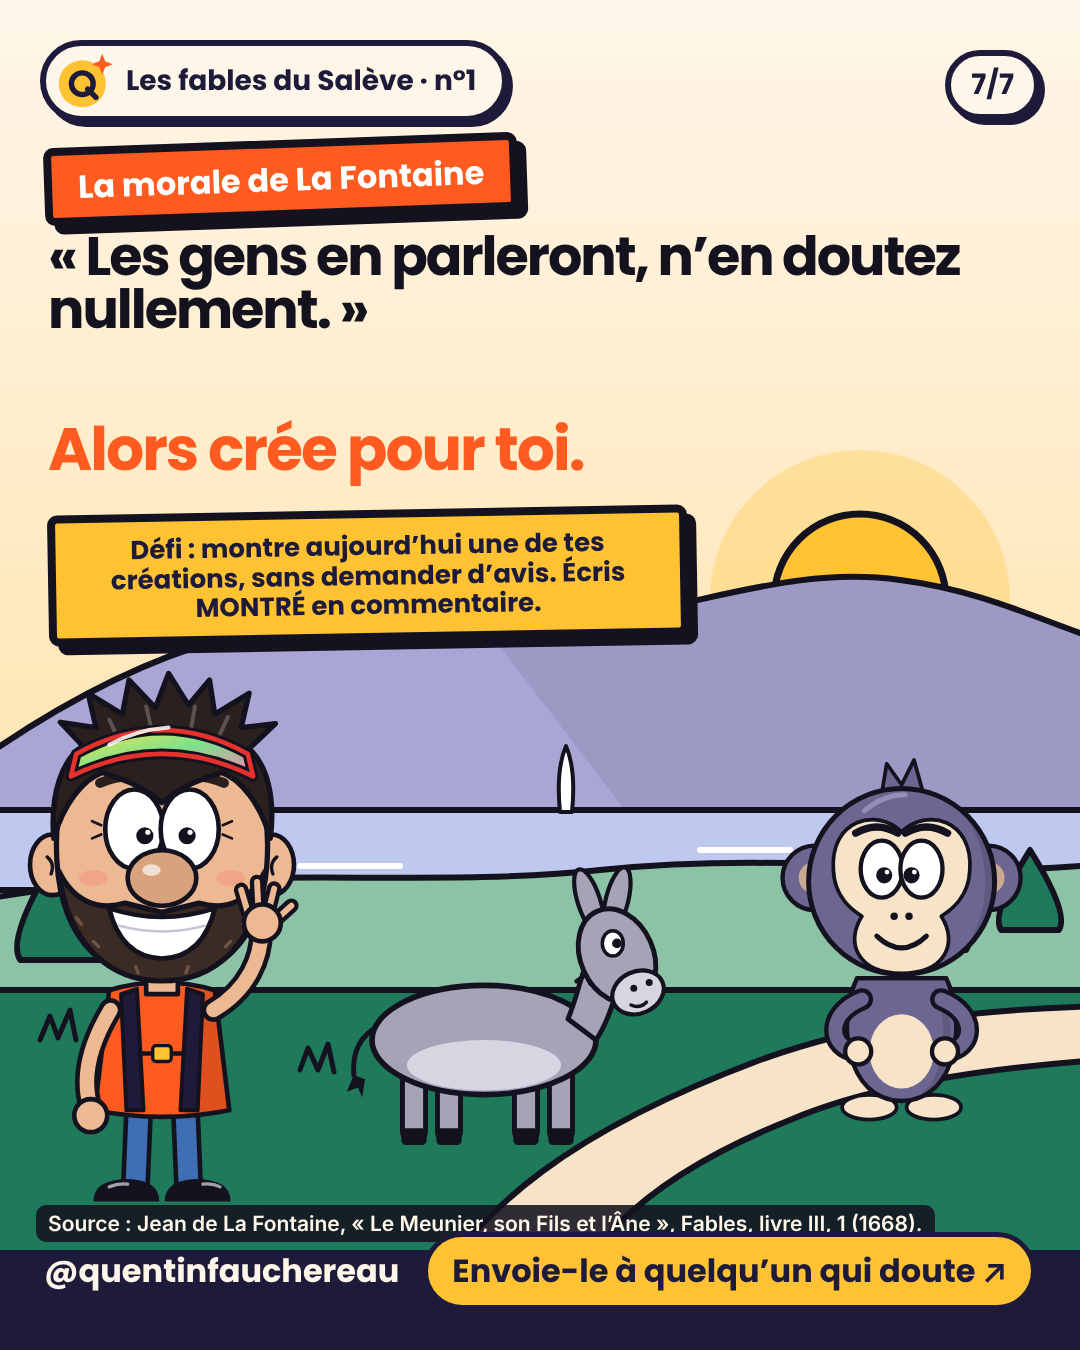 Q
Les fables du Salève · n°1
7/7
La morale de La Fontaine
« Les gens en parleront, n’en doutez
nullement. »
Alors crée pour toi.
Défi : montre aujourd’hui une de tes
créations, sans demander d’avis. Écris
MONTRÉ en commentaire.
Source : Jean de La Fontaine, « Le Meunier, son Fils et l’Âne », Fables, livre III, 1 (1668).
@quentinfauchereau
Envoie-le à quelqu’un qui doute ↗